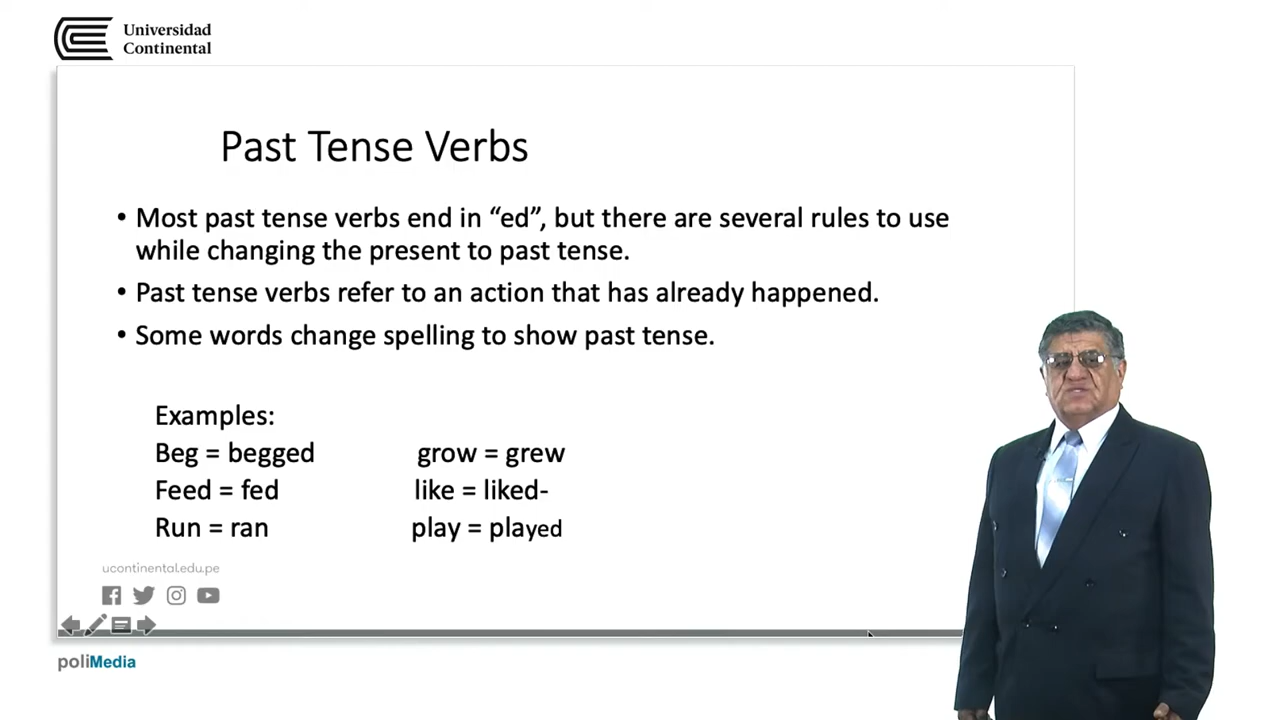 Universidad
Continental
Past Tense Verbs
• Most past tense verbs end in “ed”, but there are several rules to use
while changing the present to past tense.
• Past tense verbs refer to an action that has already happened.
• Some words change spelling to show past tense.
Examples:
Beg = begged grow = grew
Feed = fed like = liked-
Run = ran play = played
ucontinental.edu.pe
poliMedia